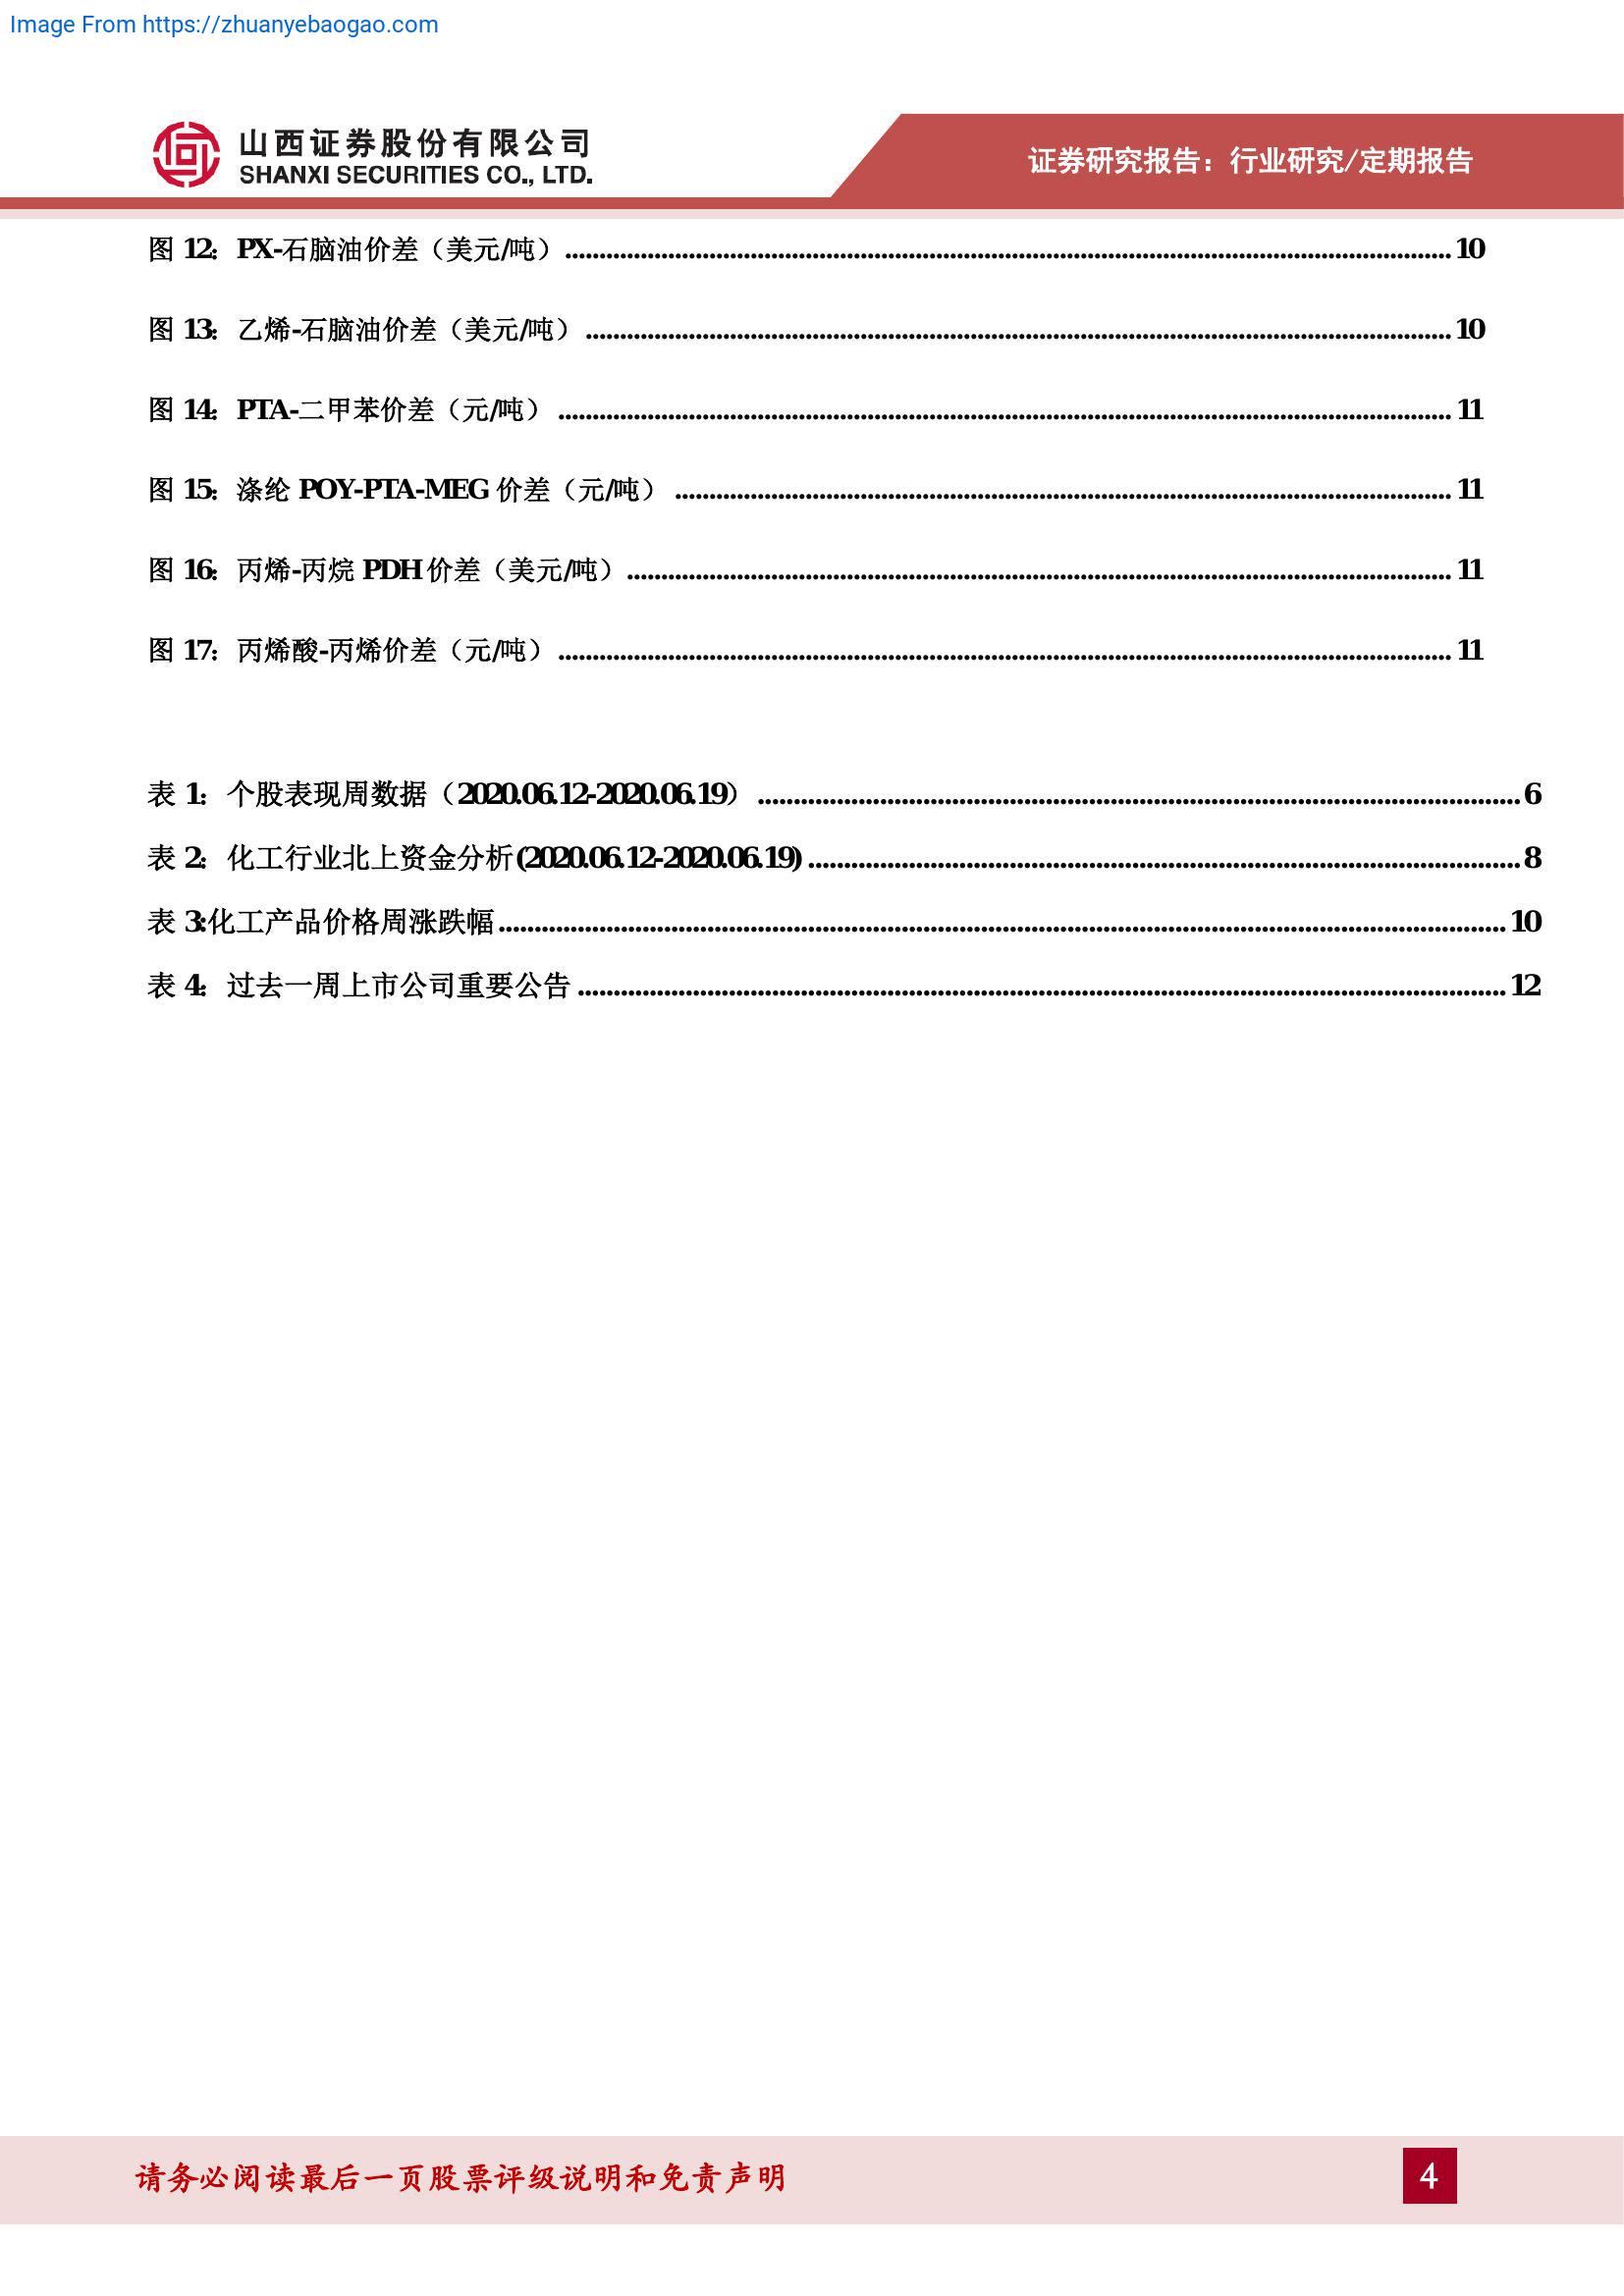 Image From https://zhuanyebaogao.com
山西证券股份有限公司
SHANXI SECURITIES CO., LTD.
证券研究报告：行业研究/定期报告
图 12：PX-石脑油价差（美元/吨）....................10
图 13：乙烯-石脑油价差（美元/吨）....................10
图 14：PTA-二甲苯价差（元/吨）....................11
图 15：涤纶 POY-PTA-MEG 价差（元/吨）....................11
图 16：丙烯-丙烷 PDH 价差（美元/吨）....................11
图 17：丙烯酸-丙烯价差（元/吨）....................11
表 1：个股表现周数据（2020.06.12-2020.06.19）....................6
表 2：化工行业北上资金分析(2020.06.12-2020.06.19)....................8
表 3:化工产品价格周涨跌幅....................10
表 4：过去一周上市公司重要公告....................12
请务必阅读最后一页股票评级说明和免责声明
4